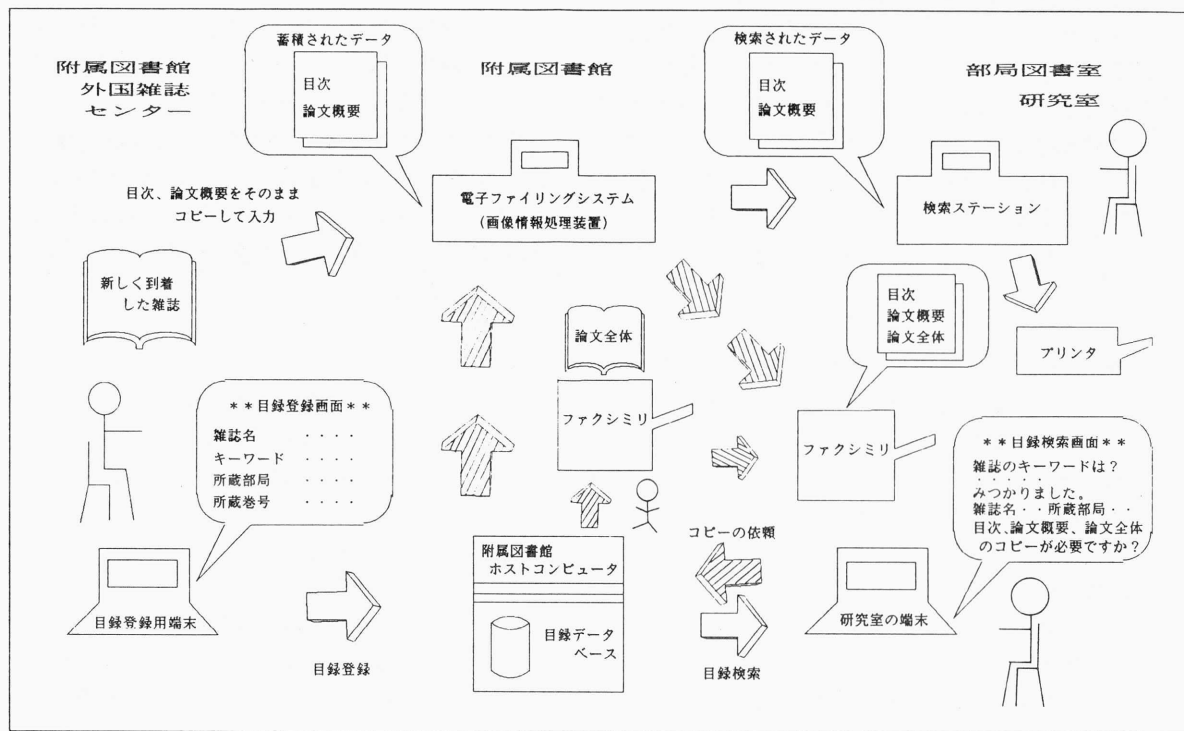 附属図書館
外国雑誌
センター
蓄積されたデータ
目次
論文概要
附属図書館
検索されたデータ
目次
論文概要
部局図書室
研究室
目次、論文概要をそのまま
コピーして入力
電子ファイリングシステム
(画像情報処理装置)
検索ステーション
新しく到着
した雑誌
論文全体
目次
論文概要
論文全体
プリンタ
**目録登録画面**
雑誌名 ・・・・
キーワード ・・・・
所蔵部局 ・・・・
所蔵巻号 ・・・・
ファクシミリ
ファクシミリ
**目録検索画面**
雑誌のキーワードは?
・・・・・
みつかりました。
雑誌名・・所蔵部局・・
目次、論文概要、論文全体
のコピーが必要ですか?
目録登録用端末
目録登録
附属図書館
ホストコンピュータ
目録データ
ベース
コピーの依頼
目録検索
研究室の端末